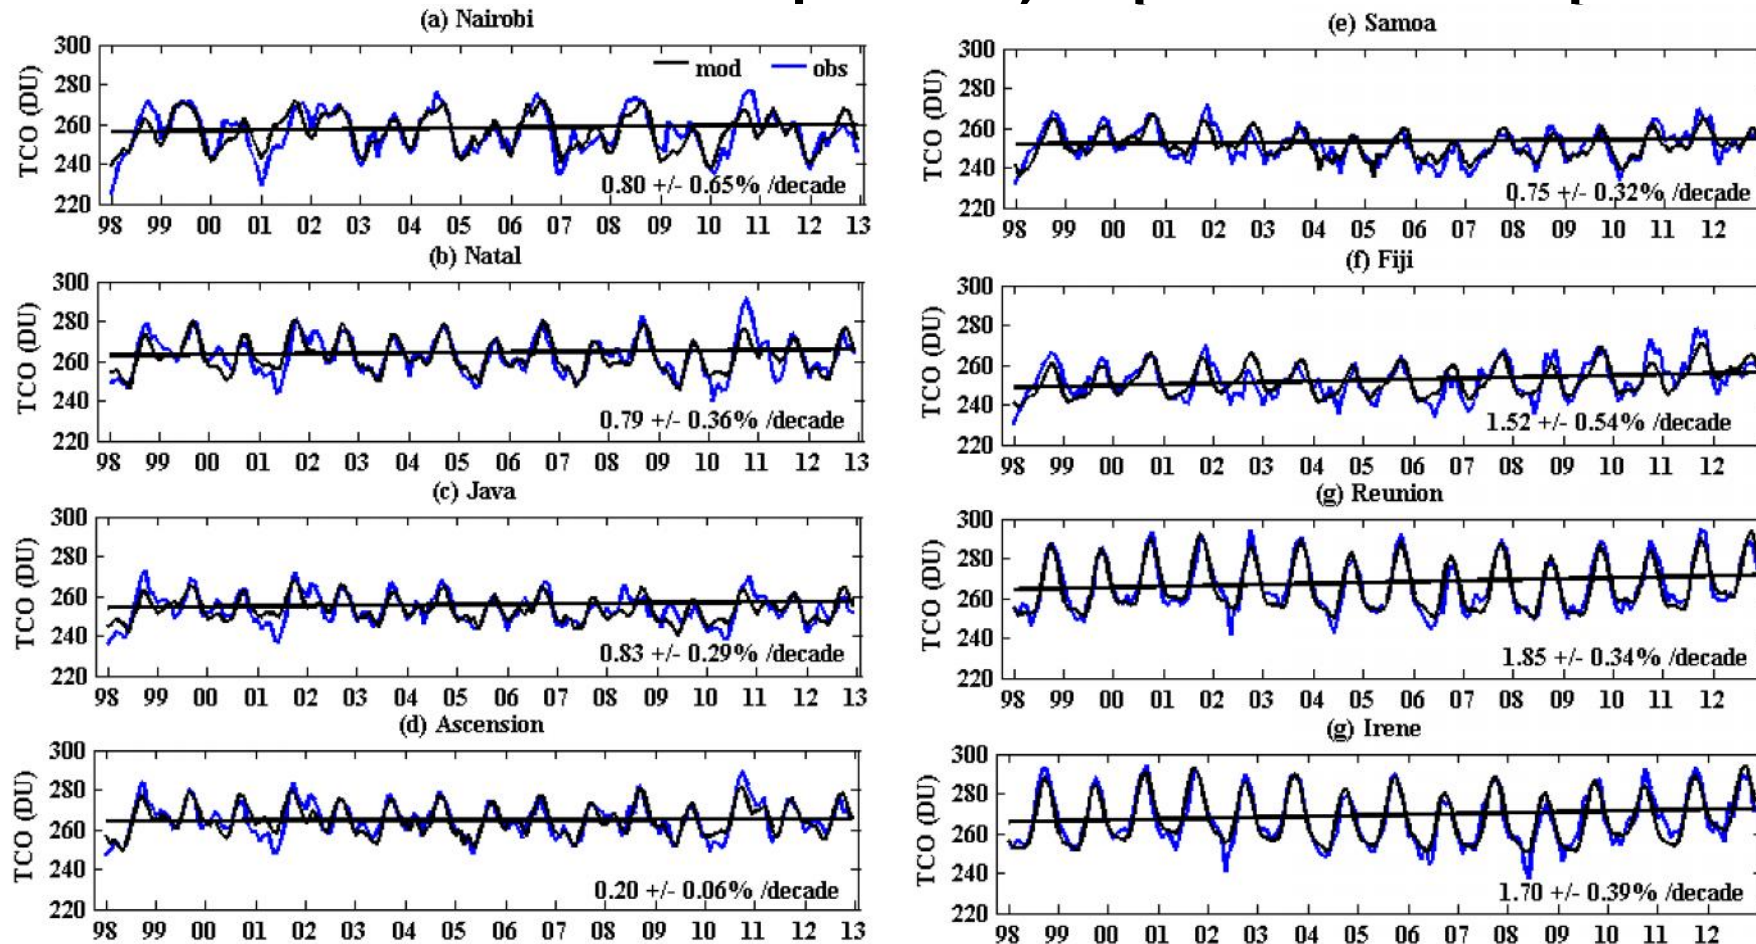 (a) Nairobi
300
280
260
240
220
TCO (DU)
mod obs
0.80 +/- 0.65% /decade
98 99 00 01 02 03 04 05 06 07 08 09 10 11 12 13
(b) Natal
300
280
260
240
220
TCO (DU)
0.79 +/- 0.36% /decade
98 99 00 01 02 03 04 05 06 07 08 09 10 11 12 13
(c) Java
300
280
260
240
220
TCO (DU)
0.83 +/- 0.29% /decade
98 99 00 01 02 03 04 05 06 07 08 09 10 11 12 13
(d) Ascension
300
280
260
240
220
TCO (DU)
0.20 +/- 0.06% /decade
98 99 00 01 02 03 04 05 06 07 08 09 10 11 12 13
(e) Samoa
300
280
260
240
220
TCO (DU)
0.75 +/- 0.32% /decade
98 99 00 01 02 03 04 05 06 07 08 09 10 11 12
(f) Fiji
300
280
260
240
220
TCO (DU)
1.52 +/- 0.54% /decade
98 99 00 01 02 03 04 05 06 07 08 09 10 11 12
(g) Reunion
300
280
260
240
220
TCO (DU)
1.85 +/- 0.34% /decade
98 99 00 01 02 03 04 05 06 07 08 09 10 11 12
(g) Irene
300
280
260
240
220
TCO (DU)
1.70 +/- 0.39% /decade
98 99 00 01 02 03 04 05 06 07 08 09 10 11 12